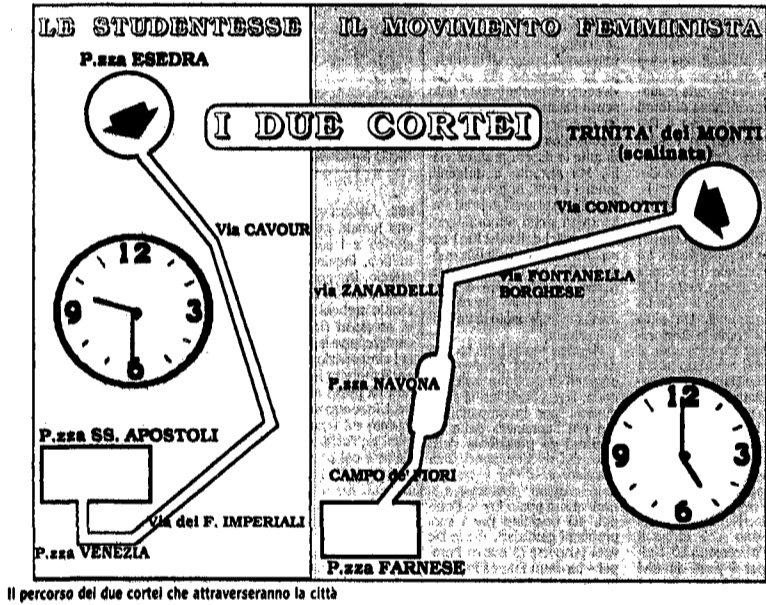 LE STUDENTESSE
P.zza ESEDRA
Via CAVOUR
12
9
3
6
P.zza SS. APOSTOLI
Via dei F. IMPERIALI
P.zza VENEZIA
I DUE CORTEI
IL MOVIMENTO FEMMINISTA
TRINITA' dei MONTI
(scalinata)
Via CONDOTTI
via FONTANELLA
BORGHESE
via ZANARDELLI
P.zza NAVONA
CAMPO de' FIORI
P.zza FARNESE
12
9
3
6
Il percorso dei due cortei che attraverseranno la città